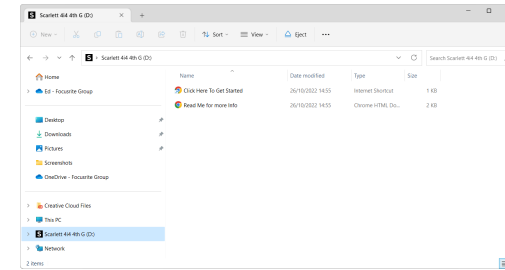 Scarlett 4i4 4th G (D:)
New
Sort
View
Eject
Scarlett 4i4 4th G (D:)
Search Scarlett 4i4 4th G (D:)
Name
Date modified
Type
Size
Click Here To Get Started
26/10/2022 14:55
Internet Shortcut
1 KB
Read Me for more Info
26/10/2022 14:55
Chrome HTML Do...
2 KB
Home
Ed - Focusrite Group
Desktop
Downloads
Pictures
Screenshots
OneDrive - Focusrite Group
Creative Cloud Files
This PC
Scarlett 4i4 4th G (D:)
Network
2 items